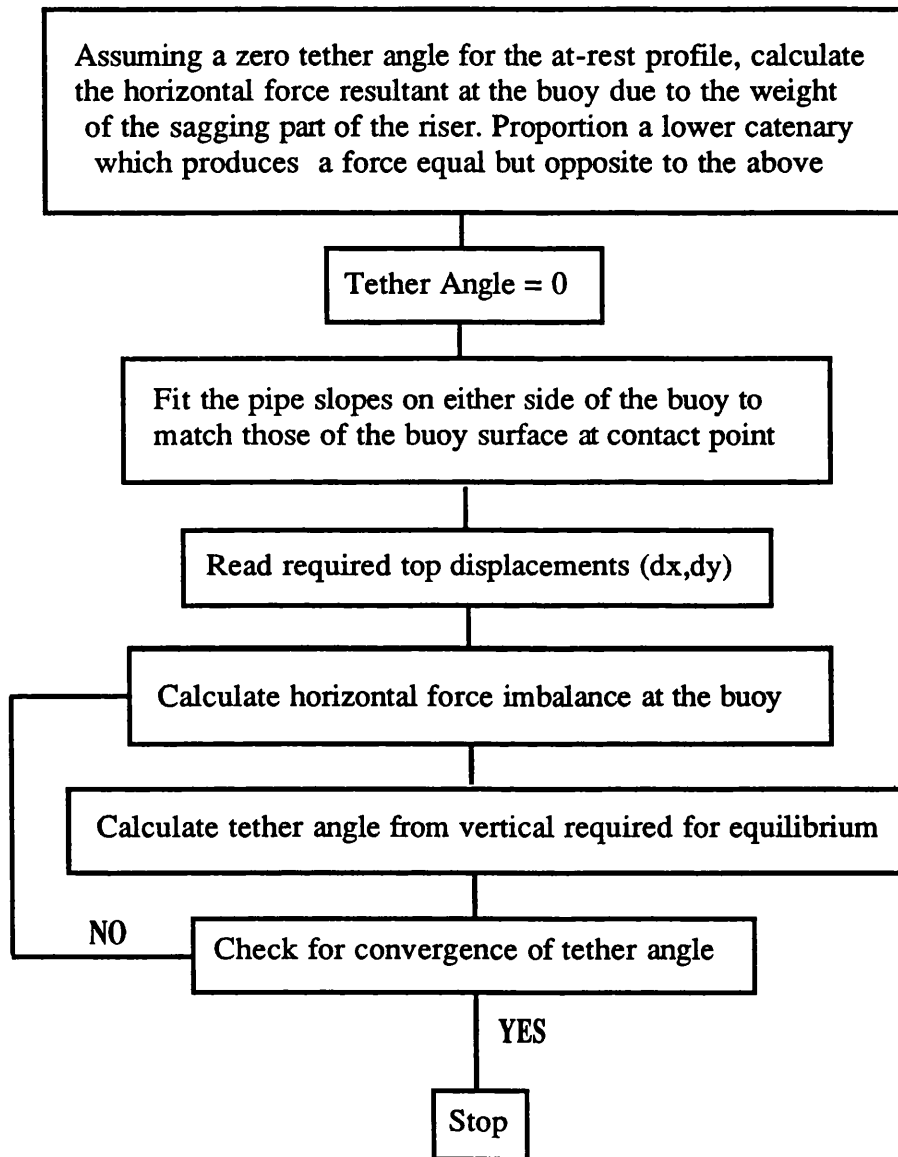 Assuming a zero tether angle for the at-rest profile, calculate
the horizontal force resultant at the buoy due to the weight
of the sagging part of the riser. Proportion a lower catenary
which produces a force equal but opposite to the above
Tether Angle = 0
Fit the pipe slopes on either side of the buoy to
match those of the buoy surface at contact point
Read required top displacements (dx,dy)
Calculate horizontal force imbalance at the buoy
Calculate tether angle from vertical required for equilibrium
NO
Check for convergence of tether angle
YES
Stop